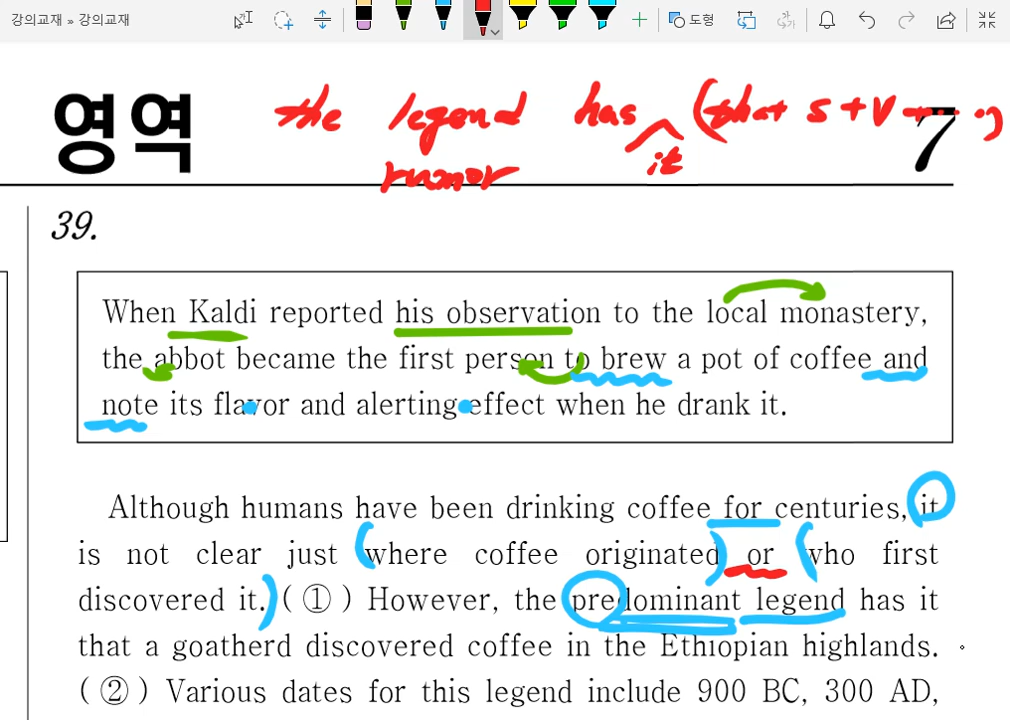 강의교재 » 강의교재
도형
영역
the legend has (that s + v ....)
rumor it
7
39.
When Kaldi reported his observation to the local monastery,
the abbot became the first person to brew a pot of coffee and
note its flavor and alerting effect when he drank it.
Although humans have been drinking coffee for centuries, it
is not clear just where coffee originated or who first
discovered it. ( ① ) However, the predominant legend has it
that a goatherd discovered coffee in the Ethiopian highlands.
( ② ) Various dates for this legend include 900 BC, 300 AD,